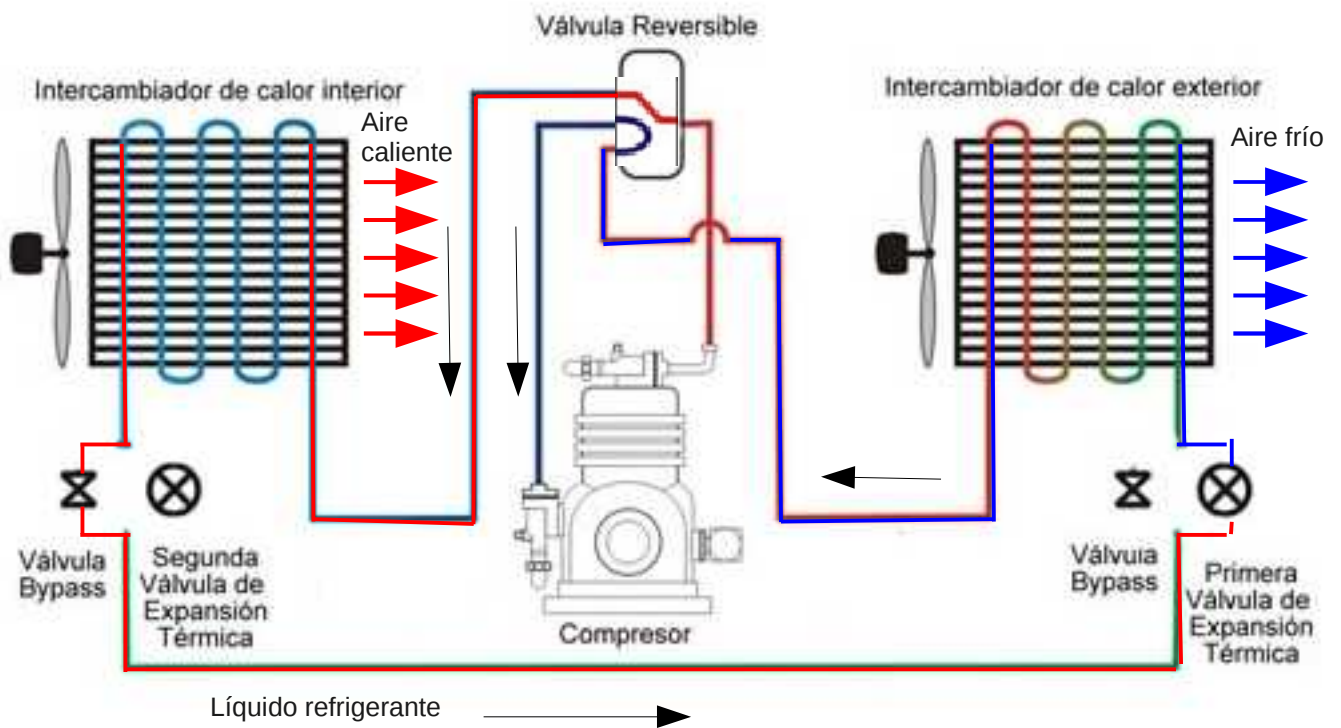 Válvula Reversible
Intercambiador de calor interior
Intercambiador de calor exterior
Aire
caliente
Aire frío
Válvula
Bypass
Segunda
Válvula de
Expansión
Térmica
Compresor
Válvula
Bypass
Primera
Válvula de
Expansión
Térmica
Líquido refrigerante